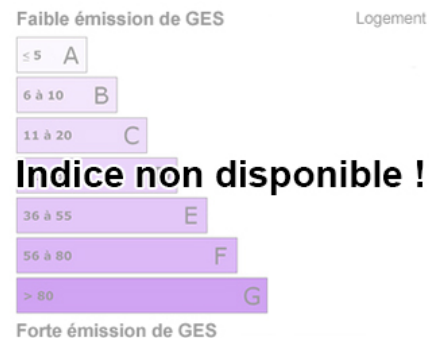 Faible émission de GES
Logement
≤ 5 A
6 à 10 B
11 à 20 C
Indice non disponible !
36 à 55 E
56 à 80 F
> 80 G
Forte émission de GES